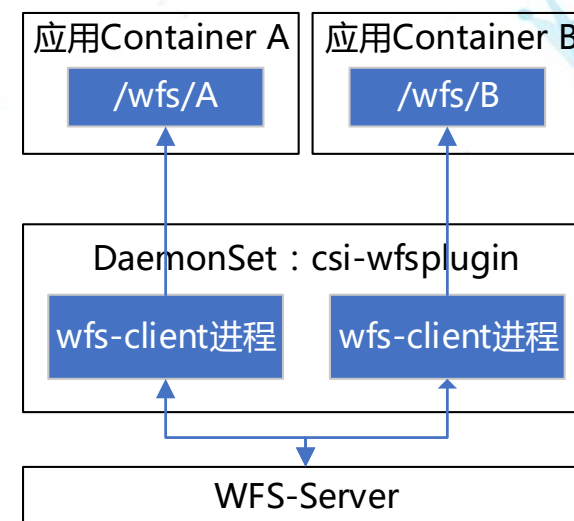 应用Container A
应用Container B
/wfs/A
/wfs/B
DaemonSet：csi-wfsplugin
wfs-client进程
wfs-client进程
WFS-Server